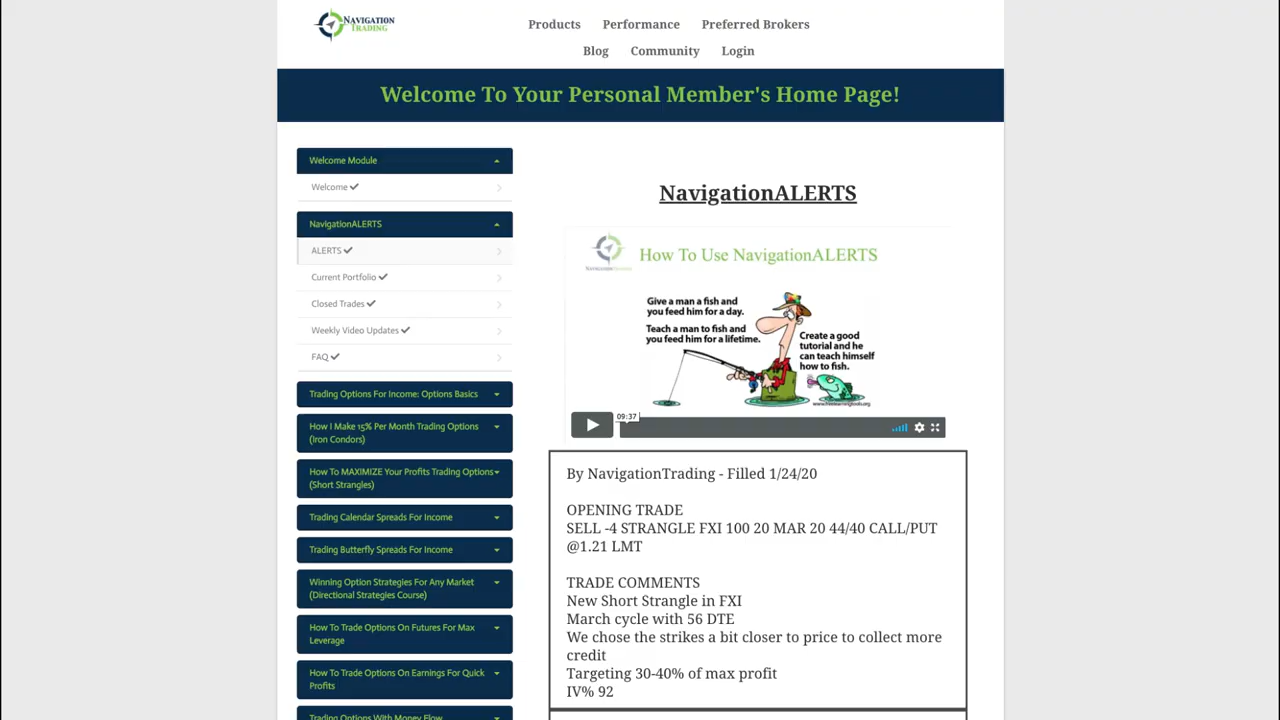 NAVIGATION
TRADING
Products Performance Preferred Brokers
Blog Community Login
Welcome To Your Personal Member's Home Page!
Welcome Module
Welcome
NavigationALERTS
ALERTS
Current Portfolio
Closed Trades
Weekly Video Updates
FAQ
Trading Options For Income: Options Basics
How I Make 15% Per Month Trading Options
(Iron Condors)
How To MAXIMIZE Your Profits Trading Options
(Short Strangles)
Trading Calendar Spreads For Income
Trading Butterfly Spreads For Income
Winning Option Strategies For Any Market
(Directional Strategies Course)
How To Trade Options On Futures For Max
Leverage
How To Trade Options On Earnings For Quick
Profits
Trading Options With Money Flow
NavigationALERTS
How To Use NavigationALERTS
Give a man a fish and
you feed him for a day.
Teach a man to fish and
you feed him for a lifetime.
Create a good
tutorial and he
can teach himself
how to fish.
www.freelearningtools.org
09:37
By NavigationTrading - Filled 1/24/20
OPENING TRADE
SELL -4 STRANGLE FXI 100 20 MAR 20 44/40 CALL/PUT
@1.21 LMT
TRADE COMMENTS
New Short Strangle in FXI
March cycle with 56 DTE
We chose the strikes a bit closer to price to collect more
credit
Targeting 30-40% of max profit
IV% 92